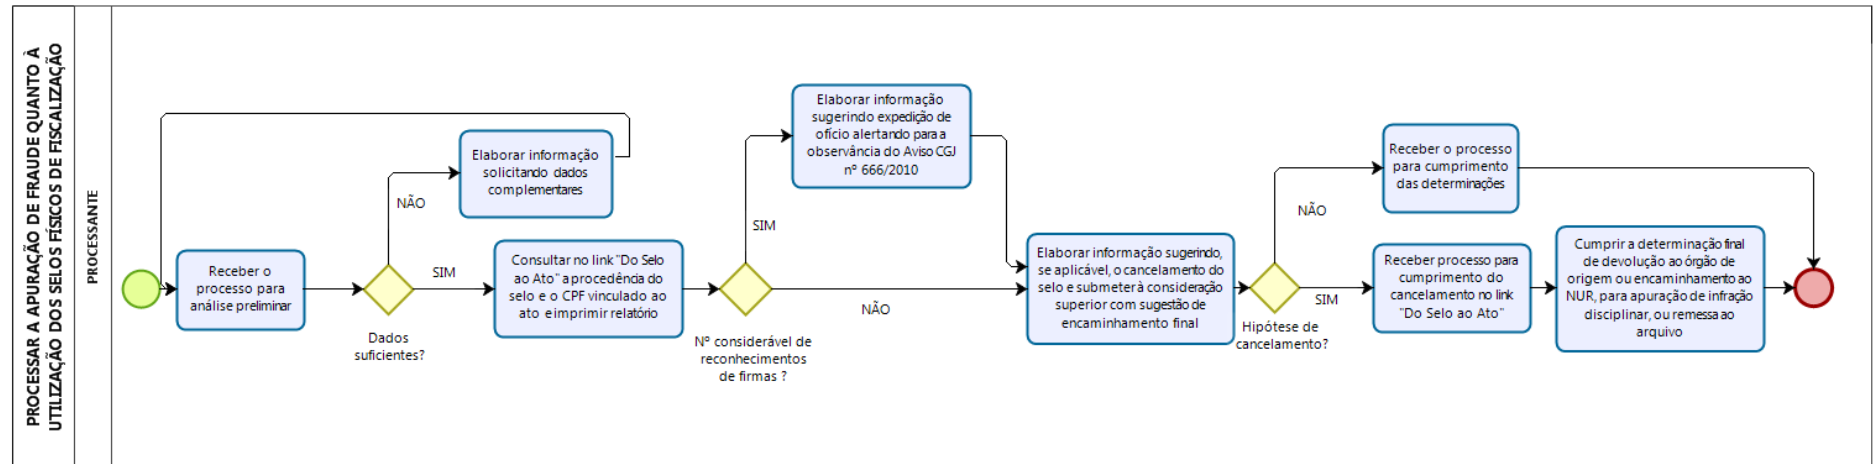 PROCESSAR A APURAÇÃO DE FRAUDE QUANTO À
UTILIZAÇÃO DOS SELOS FÍSICOS DE FISCALIZAÇÃO
PROCESSANTE
Receber o
processo para
análise preliminar
Dados
suficientes?
NÃO
Elaborar informação
solicitando dados
complementares
SIM
Consultar no link "Do Selo
ao Ato" a procedência do
selo e o CPF vinculado ao
ato e imprimir relatório
Nº considerável de
reconhecimentos
de firmas ?
SIM
Elaborar informação
sugerindo expedição de
ofício alertando para a
observância do Aviso CGJ
nº 666/2010
NÃO
Elaborar informação sugerindo,
se aplicável, o cancelamento do
selo e submeter à consideração
superior com sugestão de
encaminhamento final
Hipótese de
cancelamento?
NÃO
Receber o processo
para cumprimento
das determinações
SIM
Receber processo para
cumprimento do
cancelamento no link
"Do Selo ao Ato"
Cumprir a determinação final
de devolução ao órgão de
origem ou encaminhamento ao
NUR, para apuração de infração
disciplinar, ou remessa ao
arquivo